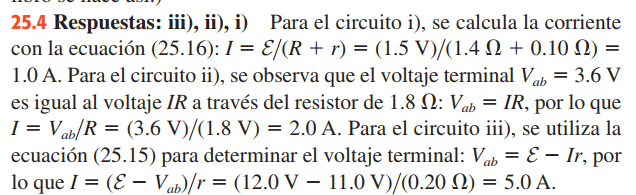 25.4 Respuestas: iii), ii), i) Para el circuito i), se calcula la corriente
con la ecuación (25.16): I = ℰ/(R + r) = (1.5 V)/(1.4 Ω + 0.10 Ω) =
1.0 A. Para el circuito ii), se observa que el voltaje terminal Vab = 3.6 V
es igual al voltaje IR a través del resistor de 1.8 Ω: Vab = IR, por lo que
I = Vab/R = (3.6 V)/(1.8 V) = 2.0 A. Para el circuito iii), se utiliza la
ecuación (25.15) para determinar el voltaje terminal: Vab = ℰ − Ir, por
lo que I = (ℰ − Vab)/r = (12.0 V − 11.0 V)/(0.20 Ω) = 5.0 A.